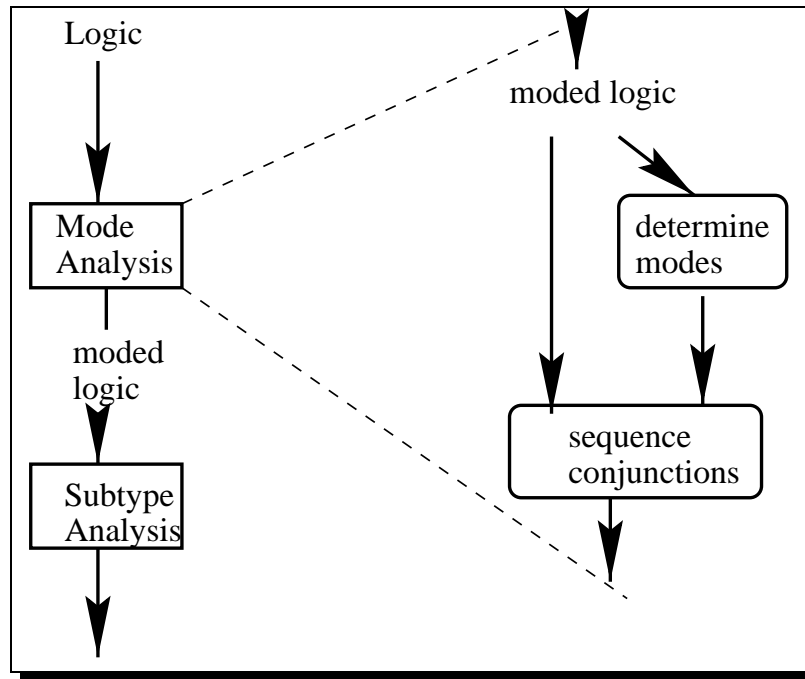 Logic
Mode
Analysis
moded
logic
Subtype
Analysis
moded logic
determine
modes
sequence
conjunctions